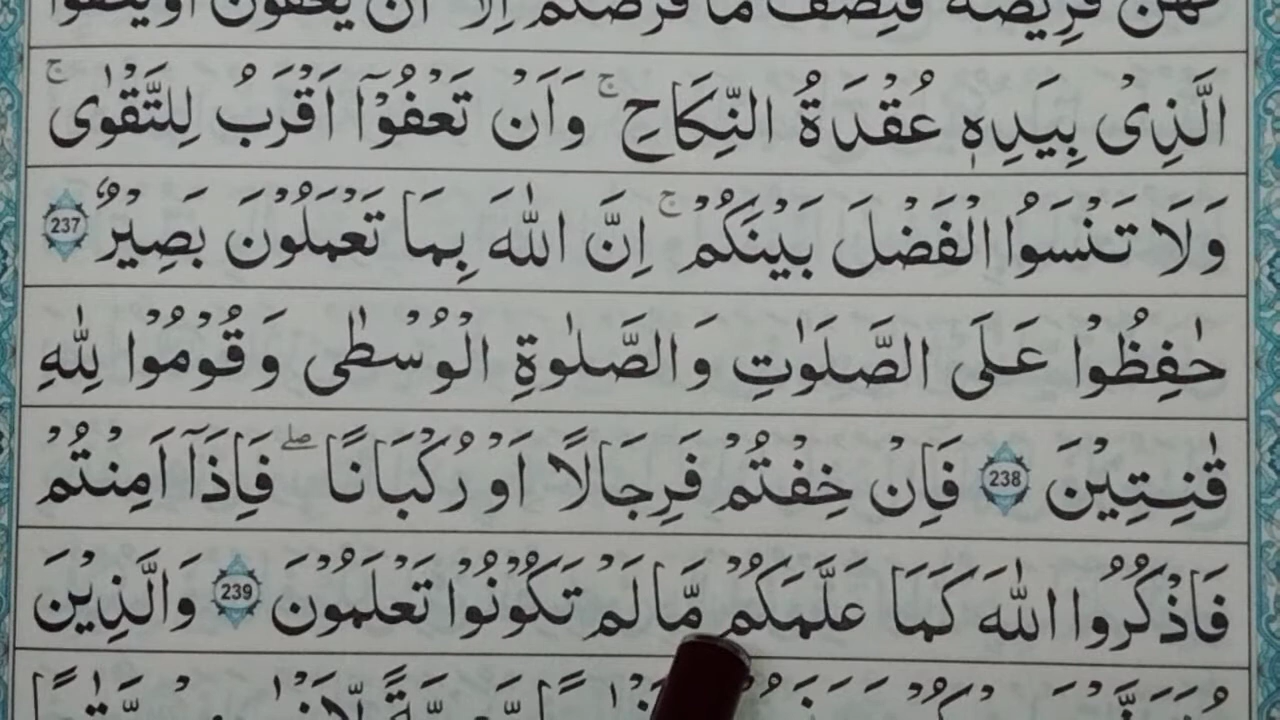 فَرِيْضَةً فَنِصْفُ مَا فَرَضْتُمْ اِلَّاۤ اَنْ يَّعْفُوْنَ اَوْ يَعْفُوَا
الَّذِىْ بِيَدِهٖ عُقْدَةُ النِّكَاحِ ۚ وَاَنْ تَعْفُوْۤا اَقْرَبُ لِلتَّقْوٰى ۚ
وَلَا تَنْسَوُا الْفَضْلَ بَيْنَكُمْ ۚ اِنَّ اللّٰهَ بِمَا تَعْمَلُوْنَ بَصِيْرٌ 237
حٰفِظُوْا عَلَى الصَّلَوٰتِ وَالصَّلٰوةِ الْوُسْطٰى وَقُوْمُوْا لِلّٰهِ
قٰنِتِيْنَ 238 فَاِنْ خِفْتُمْ فَرِجَالًا اَوْ رُكْبَانًا ۖ فَاِذَاۤ اَمِنْتُمْ
فَاذْكُرُوا اللّٰهَ كَمَا عَلَّمَكُمْ مَّا لَمْ تَكُوْنُوْا تَعْلَمُوْنَ 239 وَالَّذِيْنَ